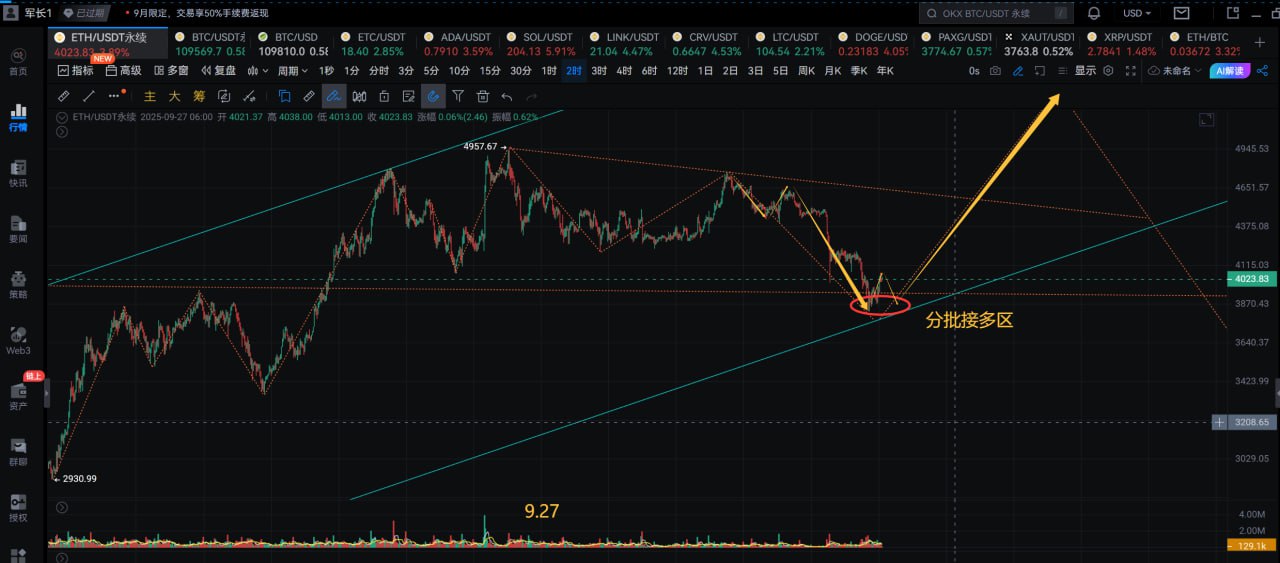 军长1
已过期
9月限定，交易享50%手续费返现
OKX BTC/USDT 永续
/
USD
首页
行情
快讯
要闻
策略
Web3
链上
资产
群聊
授权
ETH/USDT永续
4023.83 3.89%
BTC/USDT永
109569.7 0.58
BTC/USD
109810.0 0.58
ETC/USDT
18.40 2.85%
ADA/USDT
0.7910 3.59%
SOL/USDT
204.13 5.91%
LINK/USDT
21.04 4.47%
CRV/USDT
0.6647 4.53%
LTC/USDT
104.54 2.21%
DOGE/USDT
0.23183 4.05%
PAXG/USDT
3774.67 0.57%
XAUT/USDT
3763.8 0.52%
XRP/USDT
2.7841 1.48%
ETH/BTC
0.03672 3.32%
NEW
指标 高级 多窗 复盘 周期 1秒 1分 分时 3分 5分 10分 15分 30分 1时 2时 3时 4时 6时 12时 1日 2日 3日 5日 周K 月K 季K 年K
0s 显示 未命名 AI解读
主 大 筹
ETH/USDT永续 2025-09-27 06:00 开 4021.37 高 4038.00 低 4013.00 收 4023.83 涨幅 0.06%(2.46) 振幅 0.62%
4957.67
2930.99
分批接多区
9.27
4945.53
4651.57
4375.08
4115.03
4023.83
3870.43
3640.37
3423.99
3208.65
3029.05
4.00M
2.00M
129.1k